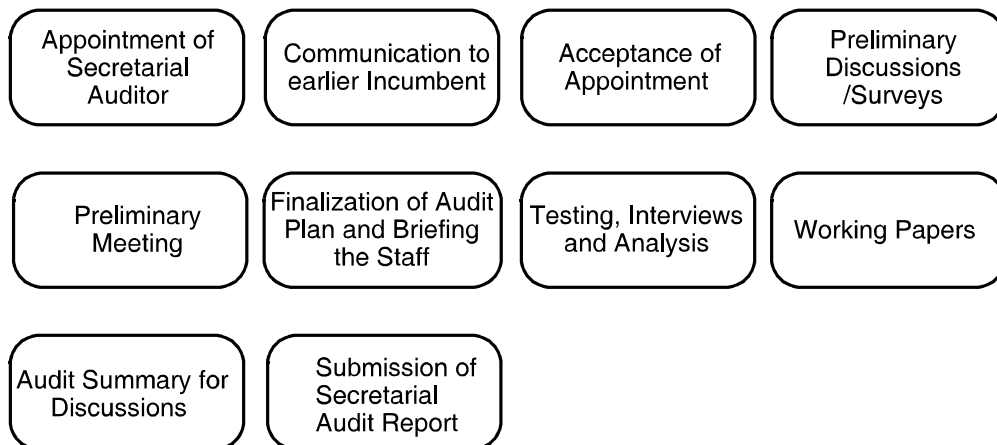 Appointment of
Secretarial
Auditor
Communication to
earlier Incumbent
Acceptance of
Appointment
Preliminary
Discussions
/Surveys
Preliminary
Meeting
Finalization of Audit
Plan and Briefing
the Staff
Testing, Interviews
and Analysis
Working Papers
Audit Summary for
Discussions
Submission of
Secretarial
Audit Report